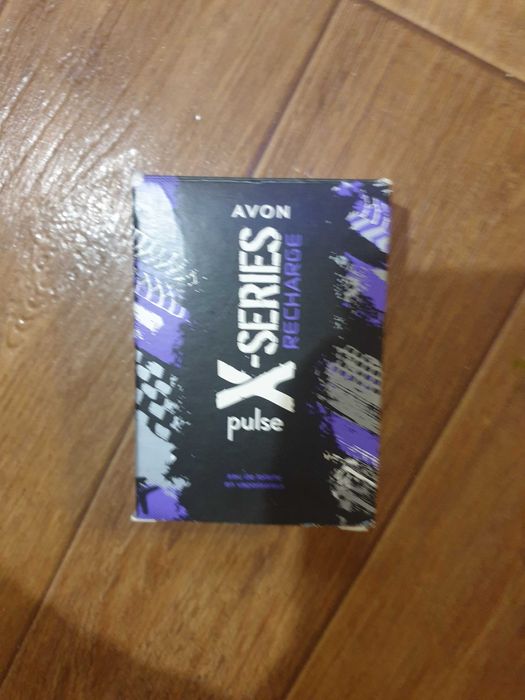 AVON
X-SERIES
RECHARGE
pulse